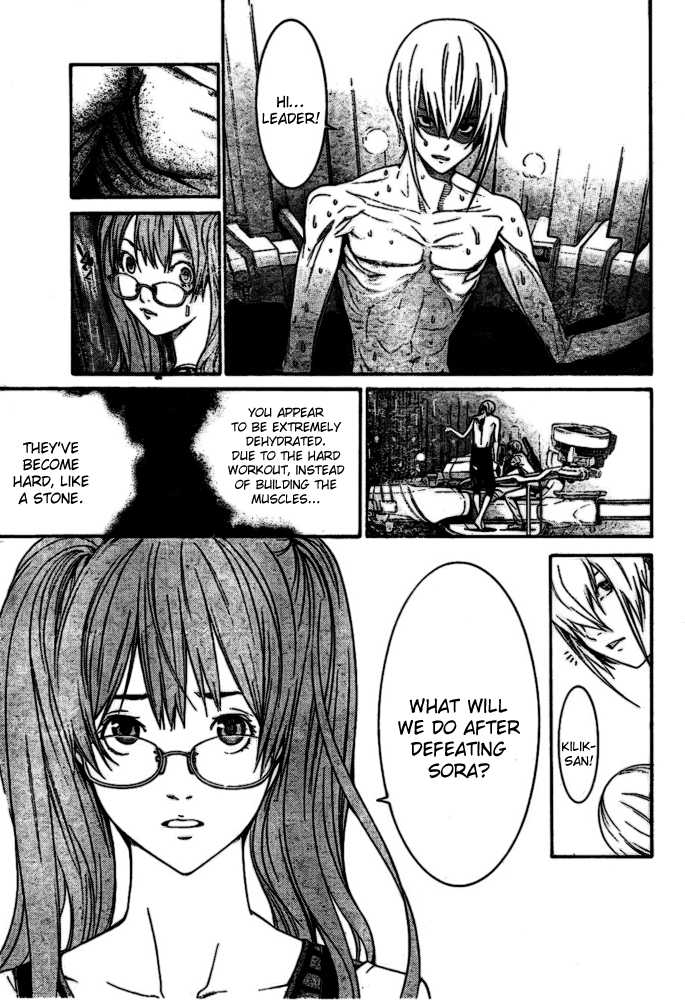 HI...
LEADER!
YOU APPEAR
TO BE EXTREMELY
DEHYDRATED.
DUE TO THE HARD
WORKOUT, INSTEAD
OF BUILDING THE
MUSCLES...
THEY'VE
BECOME
HARD, LIKE
A STONE.
KILIK-
SAN!
WHAT WILL
WE DO AFTER
DEFEATING
SORA?